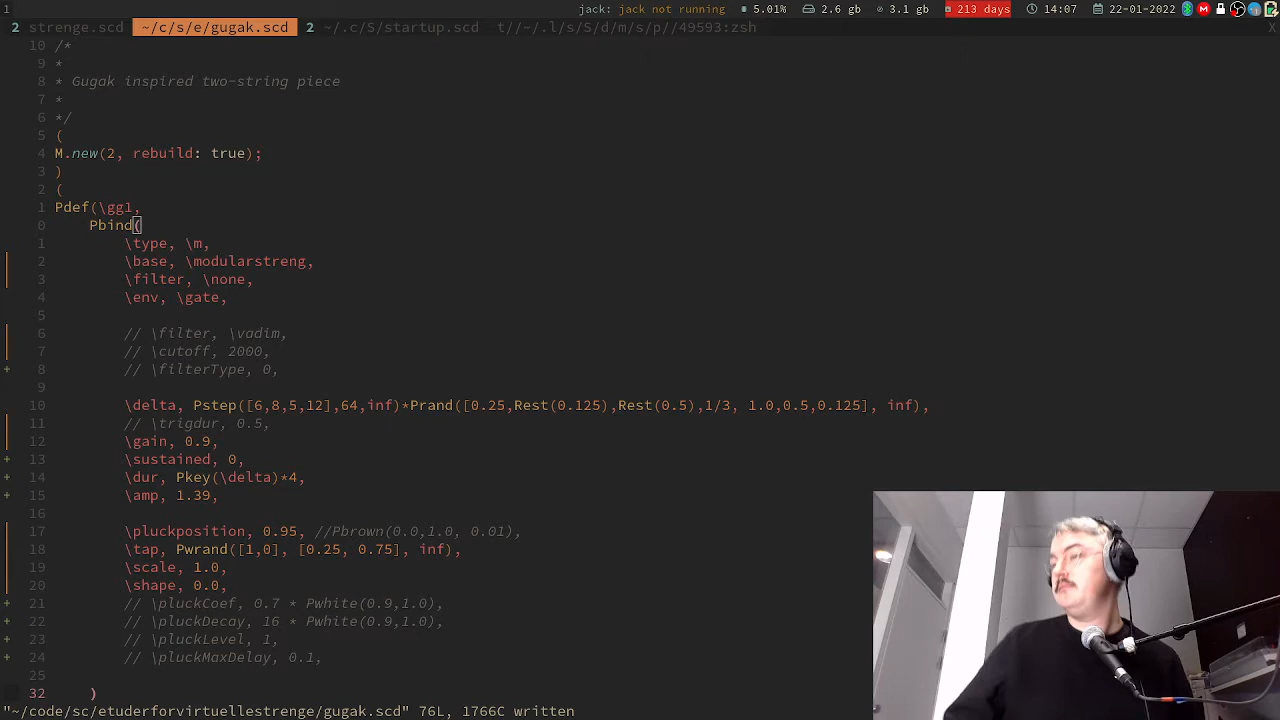 1 jack: jack not running 5.01% 2.6 gb 3.1 gb 213 days 14:07 22-01-2022
2 strenge.scd ~/c/s/e/gugak.scd 2 ~/.c/S/startup.scd t//~/.l/s/S/d/m/s/p//49593:zsh X
10 /*
9 *
8 * Gugak inspired two-string piece
7 *
6 */
5 (
4 M.new(2, rebuild: true);
3 )
2 (
1 Pdef(\gg1,
0 Pbind(
1 \type, \m,
2 \base, \modularstreng,
3 \filter, \none,
4 \env, \gate,
5
6 // \filter, \vadim,
7 // \cutoff, 2000,
+ 8 // \filterType, 0,
9
10 \delta, Pstep([6,8,5,12],64,inf)*Prand([0.25,Rest(0.125),Rest(0.5),1/3, 1.0,0.5,0.125], inf),
11 // \trigdur, 0.5,
12 \gain, 0.9,
+ 13 \sustained, 0,
+ 14 \dur, Pkey(\delta)*4,
+ 15 \amp, 1.39,
16
17 \pluckposition, 0.95, //Pbrown(0.0,1.0, 0.01),
18 \tap, Pwrand([1,0], [0.25, 0.75], inf),
19 \scale, 1.0,
20 \shape, 0.0,
+ 21 // \pluckCoef, 0.7 * Pwhite(0.9,1.0),
+ 22 // \pluckDecay, 16 * Pwhite(0.9,1.0),
+ 23 // \pluckLevel, 1,
+ 24 // \pluckMaxDelay, 0.1,
25
32 )
"~/code/sc/etuderforvirtuellestrenge/gugak.scd" 76L, 1766C written